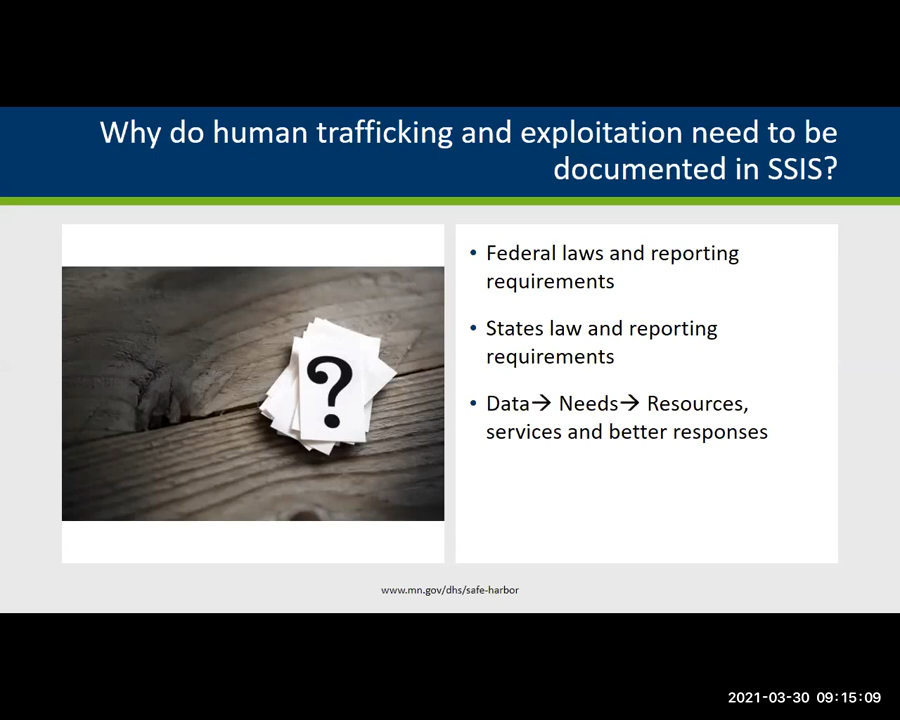 Why do human trafficking and exploitation need to be
documented in SSIS?
?
• Federal laws and reporting
requirements
• States law and reporting
requirements
• Data→ Needs→ Resources,
services and better responses
www.mn.gov/dhs/safe-harbor
2021-03-30 09:15:09